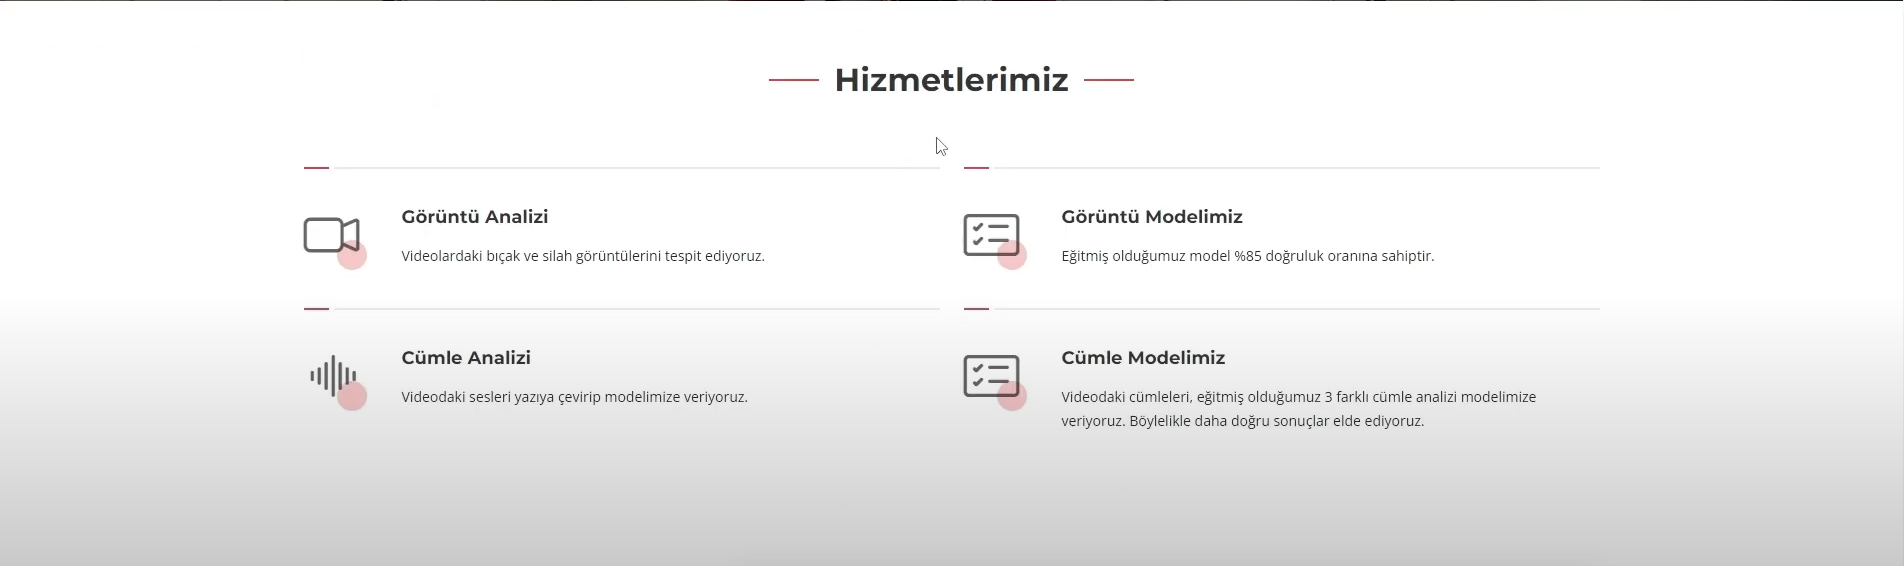 Hizmetlerimiz
Görüntü Analizi
Videolardaki bıçak ve silah görüntülerini tespit ediyoruz.
Görüntü Modelimiz
Eğitmiş olduğumuz model %85 doğruluk oranına sahiptir.
Cümle Analizi
Videodaki sesleri yazıya çevirip modelimize veriyoruz.
Cümle Modelimiz
Videodaki cümleleri, eğitmiş olduğumuz 3 farklı cümle analizi modelimize
veriyoruz. Böylelikle daha doğru sonuçlar elde ediyoruz.